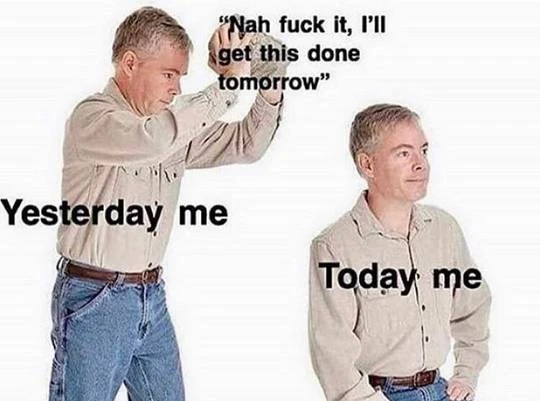 “Nah fuck it, I’ll
get this done
tomorrow”
Yesterday me
Today me